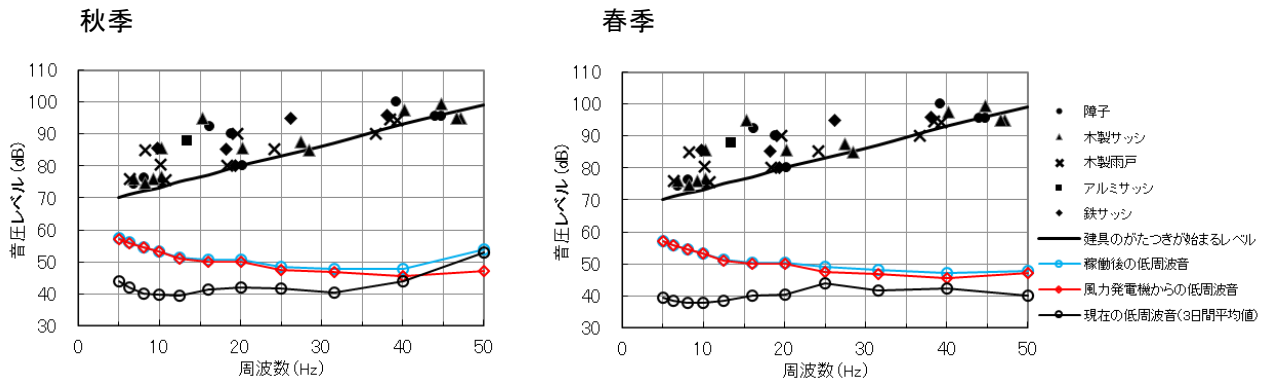 秋季
春季
110
100
90
80
70
60
50
40
30
音圧レベル(dB)
0
10
20
30
40
50
周波数(Hz)
110
100
90
80
70
60
50
40
30
音圧レベル(dB)
0
10
20
30
40
50
周波数(Hz)
障子
木製サッシ
木製雨戸
アルミサッシ
鉄サッシ
建具のがたつきが始まるレベル
稼働後の低周波音
風力発電機からの低周波音
現在の低周波音(3日間平均値)